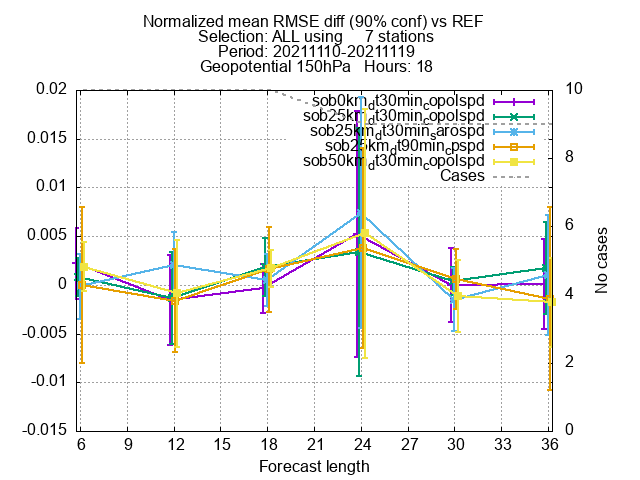 Normalized mean RMSE diff (90% conf) vs REF
Selection: ALL using 7 stations
Period: 20211110-20211119
Geopotential 150hPa Hours: 18
0.02
0.015
0.01
0.005
0
-0.005
-0.01
-0.015
10
8
6
4
2
0
No cases
sob0km_dt30min_copolspd
sob25km_dt30min_copolspd
sob25km_dt30min_sarospd
sob25km_dt90min_cpspd
sob50km_dt30min_copolspd
Cases
6 9 12 15 18 21 24 27 30 33 36
Forecast length